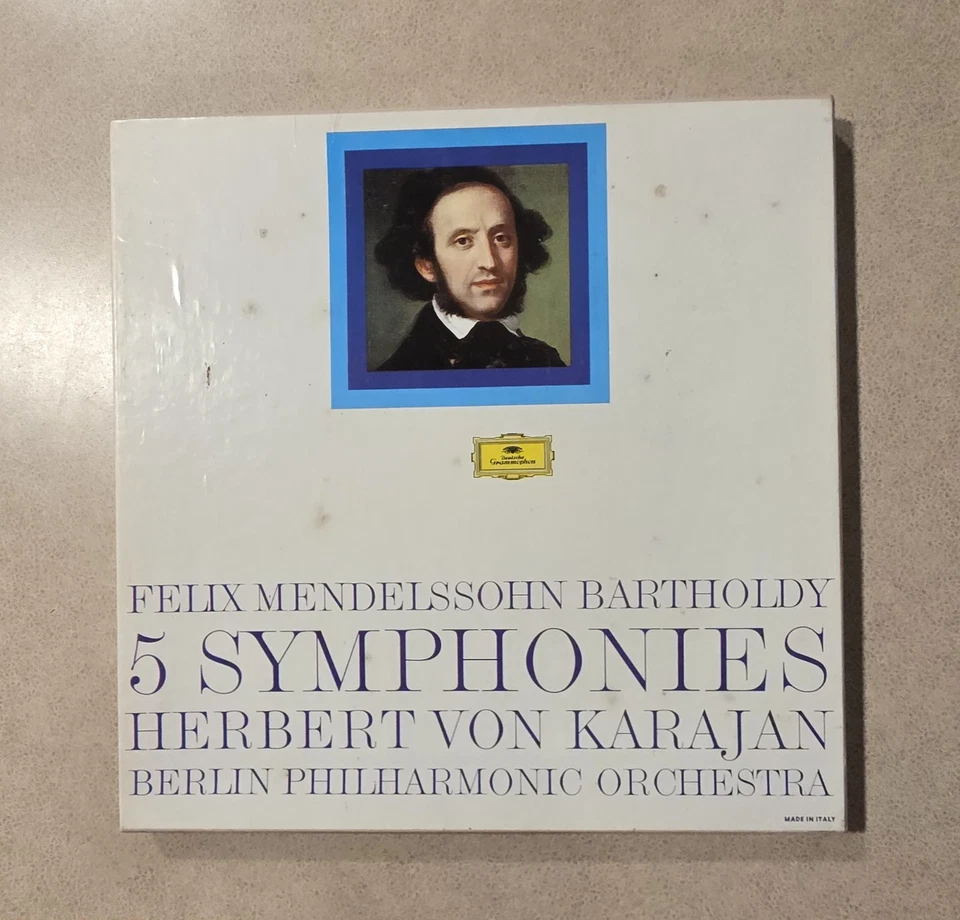 Deutsche
Grammophon
FELIX MENDELSSOHN BARTHOLDY
5 SYMPHONIES
HERBERT VON KARAJAN
BERLIN PHILHARMONIC ORCHESTRA
MADE IN ITALY